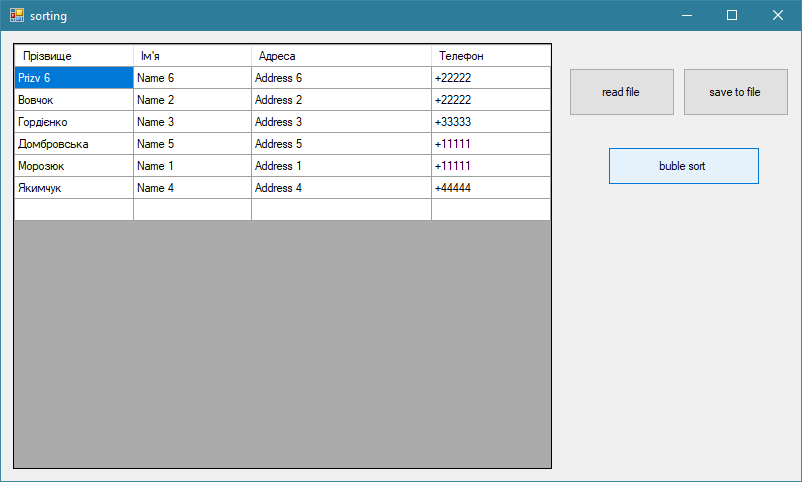 sorting
Прізвище Ім'я Адреса Телефон
Prizv 6 Name 6 Address 6 +22222
Вовчок Name 2 Address 2 +22222
Гордієнко Name 3 Address 3 +33333
Домбровська Name 5 Address 5 +11111
Морозюк Name 1 Address 1 +11111
Якимчук Name 4 Address 4 +44444
read file save to file
buble sort